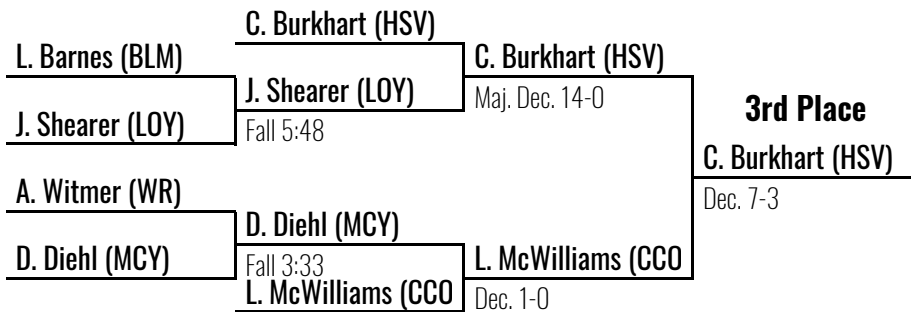 C. Burkhart (HSV)
L. Barnes (BLM)
C. Burkhart (HSV)
J. Shearer (LOY)
Maj. Dec. 14-0
3rd Place
J. Shearer (LOY)
Fall 5:48
C. Burkhart (HSV)
A. Witmer (WR)
Dec. 7-3
D. Diehl (MCY)
D. Diehl (MCY)
Fall 3:33
L. McWilliams (CCO
L. McWilliams (CCO
Dec. 1-0